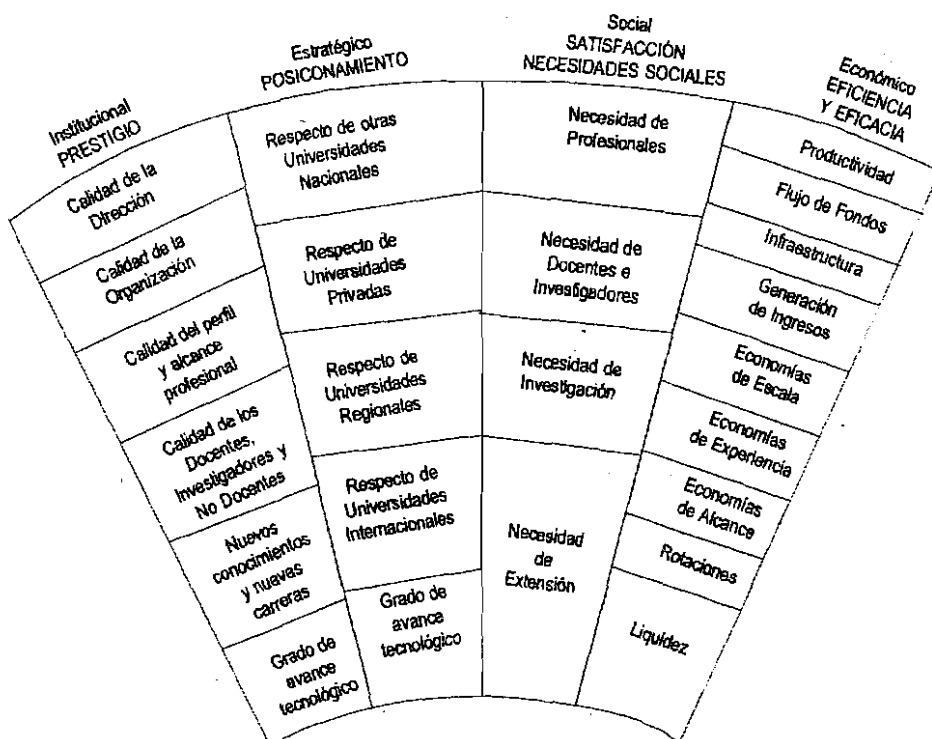 Institucional
PRESTIGIO
Calidad de la
Dirección
Calidad de la
Organización
Calidad del perfil
y alcance
profesional
Calidad de los
Docentes,
Investigadores y
No Docentes
Nuevos
conocimientos
y nuevas
carreras
Grado de
avance
tecnológico
Estratégico
POSICONAMIENTO
Respecto de otras
Universidades
Nacionales
Respecto de
Universidades
Privadas
Respecto de
Universidades
Regionales
Respecto de
Universidades
Internacionales
Grado de
avance
tecnológico
Social
SATISFACCIÓN
NECESIDADES SOCIALES
Necesidad de
Profesionales
Necesidad de
Docentes e
Investigadores
Necesidad de
Investigación
Necesidad
de
Extensión
Económico
EFICIENCIA
Y EFICACIA
Productividad
Flujo de Fondos
Infraestructura
Generación
de Ingresos
Economías
de Escala
Economías
de Experiencia
Economías
de Alcance
Rotaciones
Liquidez